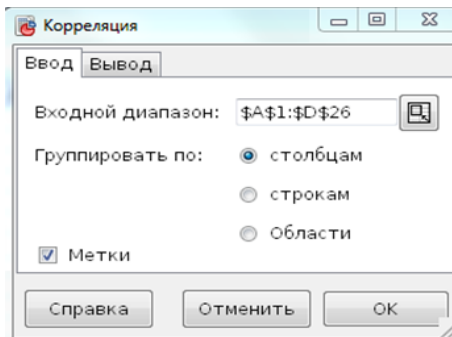 Корреляция
Ввод Вывод
Входной диапазон: $A$1:$D$26
Группировать по: столбцам
строкам
Области
Метки
Справка Отменить OK